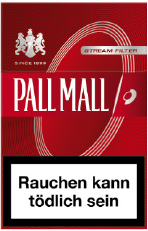 STREAM FILTER
SINCE 1899
PALL MALL
Rauchen kann
tödlich sein